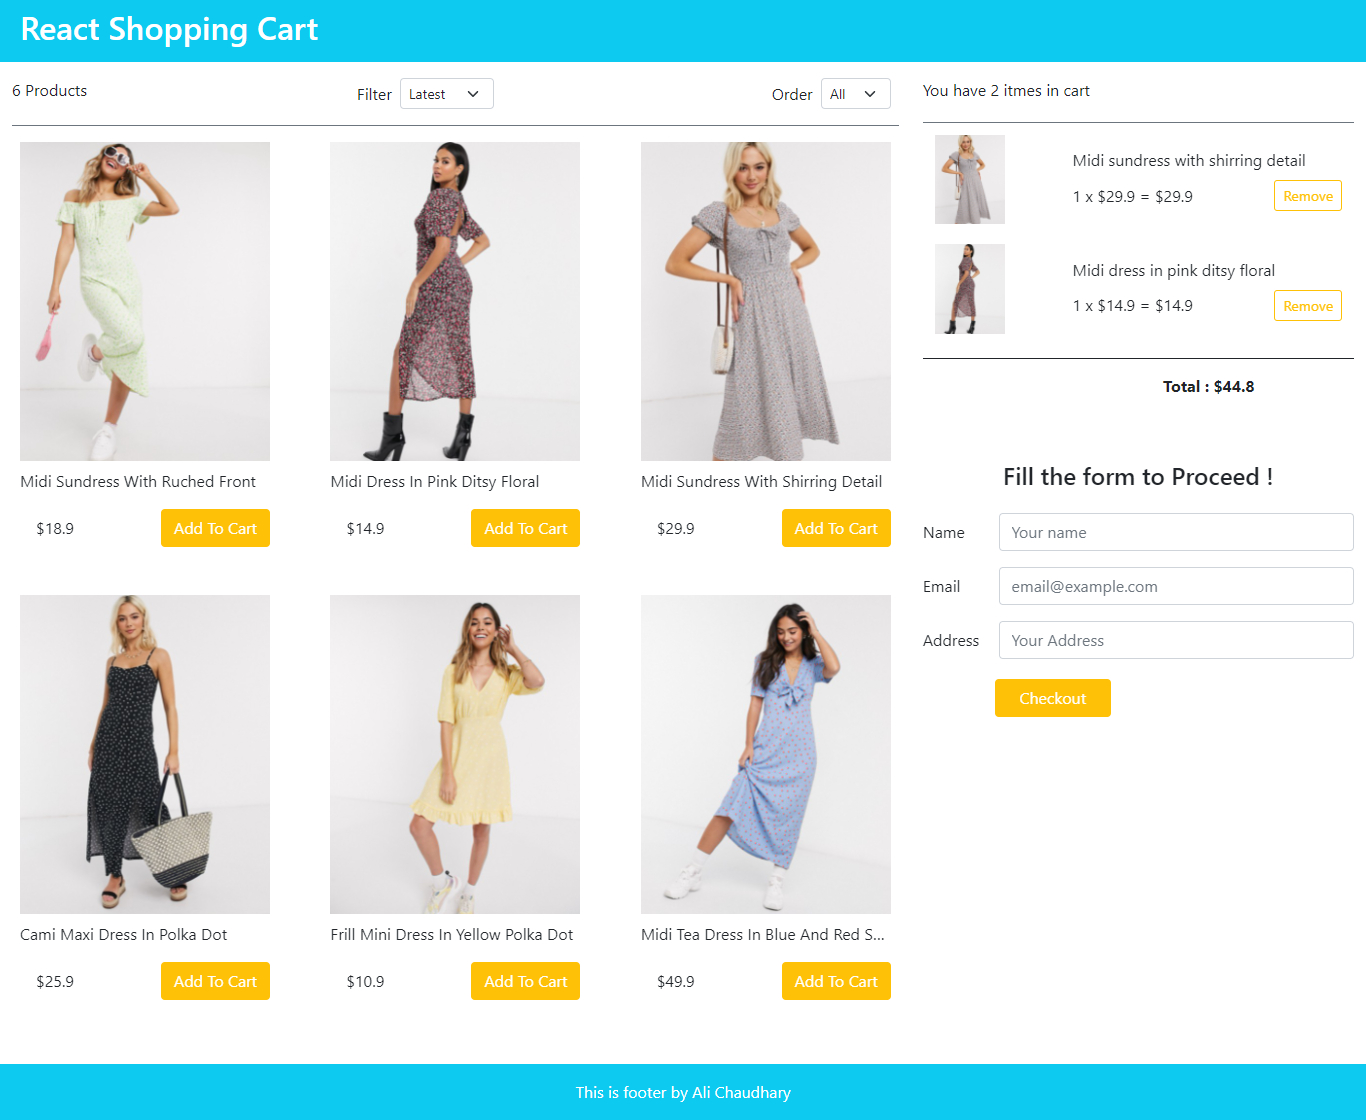 React Shopping Cart
6 Products
Filter Latest
Order All
You have 2 itmes in cart
Midi sundress with shirring detail
1 x $29.9 = $29.9
Remove
Midi dress in pink ditsy floral
1 x $14.9 = $14.9
Remove
Total : $44.8
Midi Sundress With Ruched Front
$18.9 Add To Cart
Midi Dress In Pink Ditsy Floral
$14.9 Add To Cart
Midi Sundress With Shirring Detail
$29.9 Add To Cart
Cami Maxi Dress In Polka Dot
$25.9 Add To Cart
Frill Mini Dress In Yellow Polka Dot
$10.9 Add To Cart
Midi Tea Dress In Blue And Red S...
$49.9 Add To Cart
Fill the form to Proceed !
Name Your name
Email email@example.com
Address Your Address
Checkout
This is footer by Ali Chaudhary